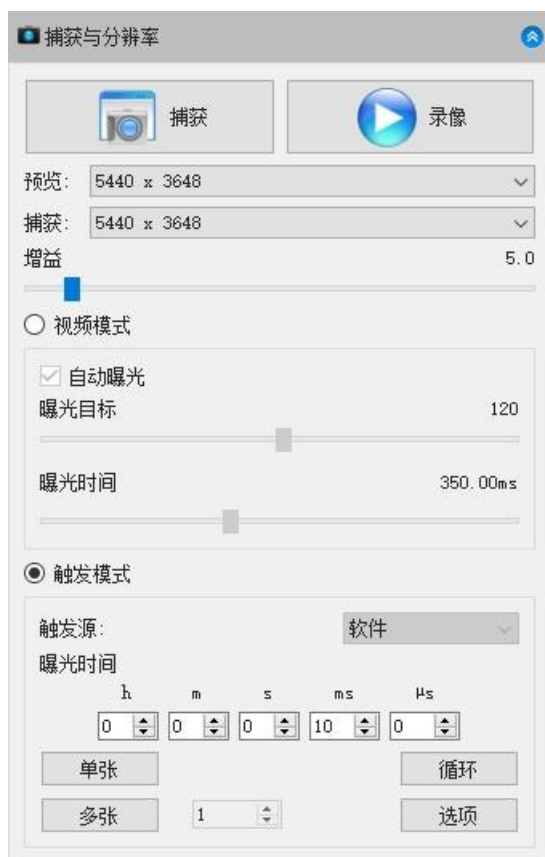 捕获与分辨率
捕获 录像
预览: 5440 x 3648
捕获: 5440 x 3648
增益 5.0
视频模式
自动曝光
曝光目标 120
曝光时间 350.00ms
触发模式
触发源: 软件
曝光时间
h m s ms μs
0 0 0 10 0
单张 循环
多张 1 选项